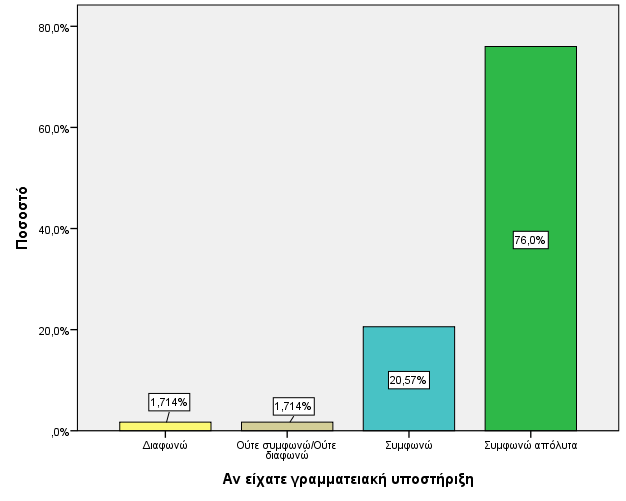 80,0%
60,0%
40,0%
20,0%
,0%
Ποσοστό
1,714%
1,714%
20,57%
76,0%
Διαφωνώ
Ούτε συμφωνώ/Ούτε
διαφωνώ
Συμφωνώ
Συμφωνώ απόλυτα
Αν είχατε γραμματειακή υποστήριξη